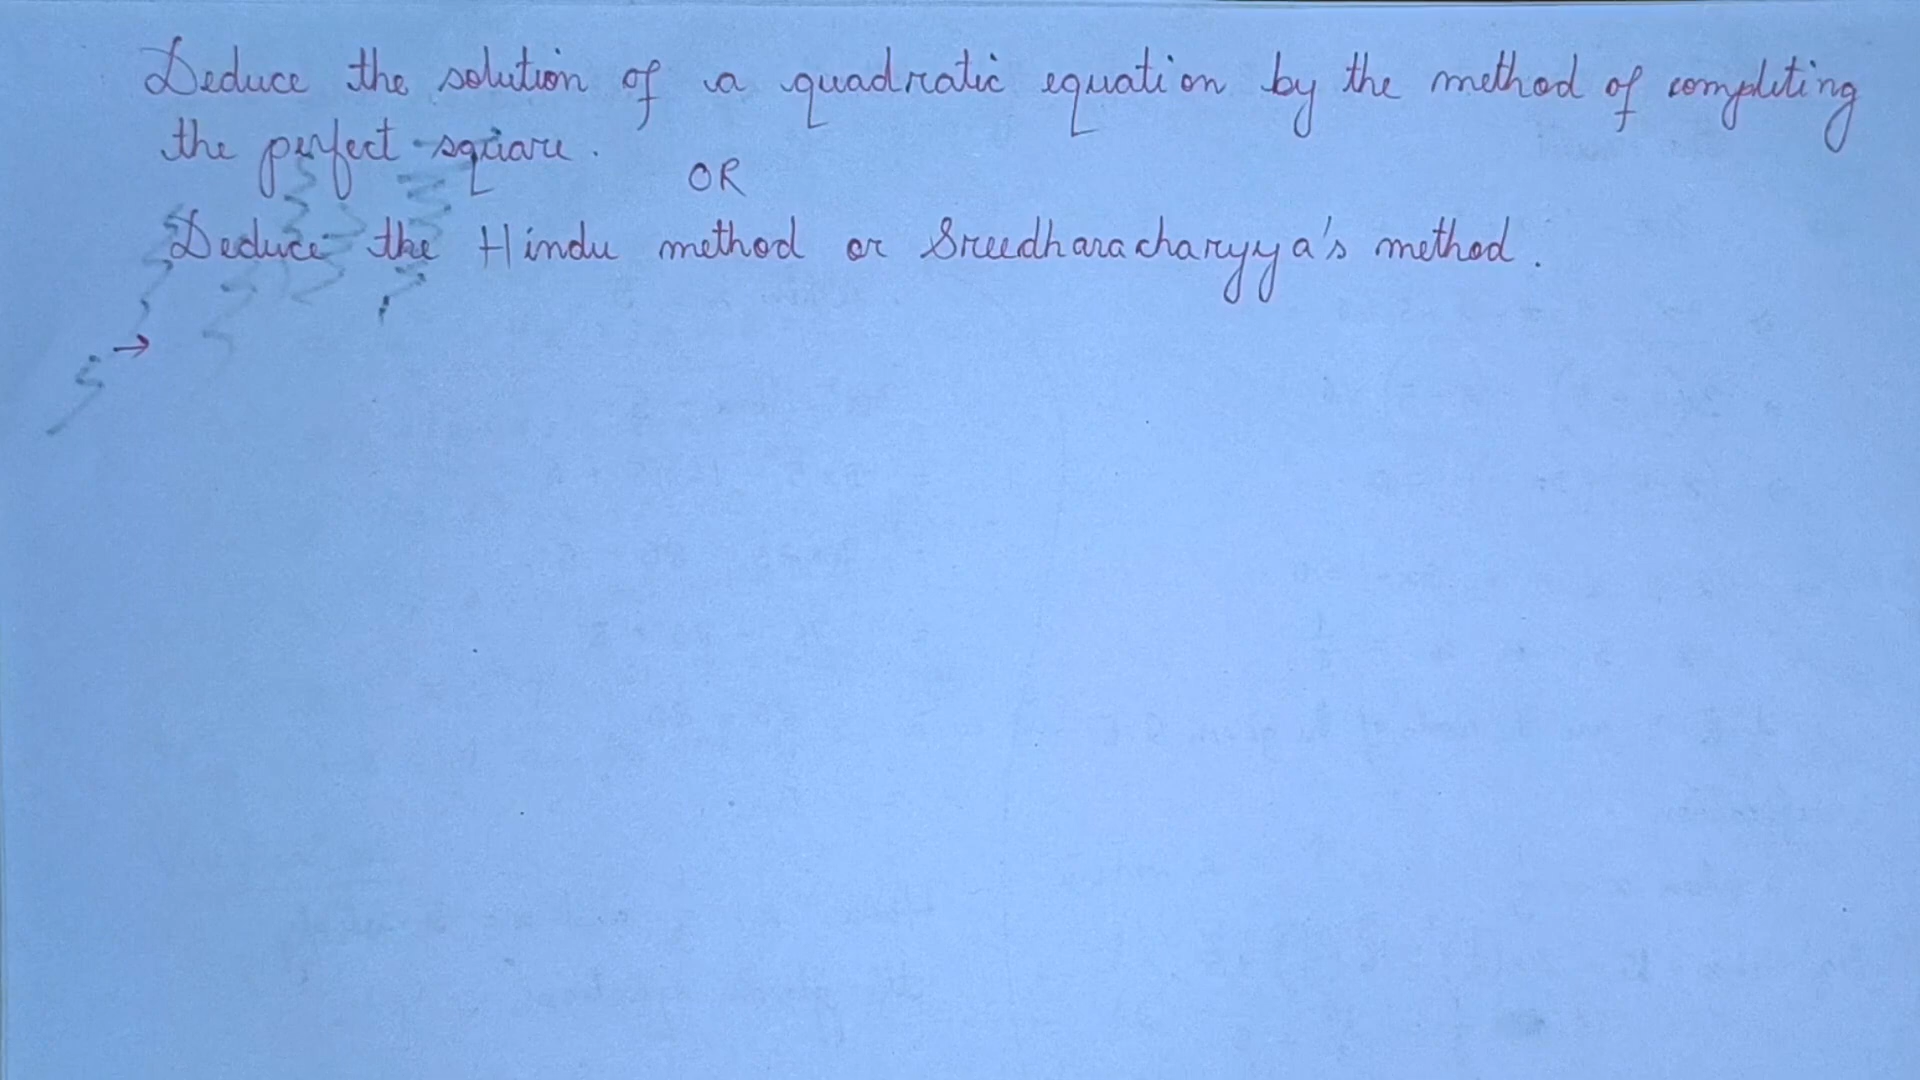 Deduce the solution of a quadratic equation by the method of completing
the perfect square.
OR
Deduce the Hindu method or Sreedharacharyya's method.
→